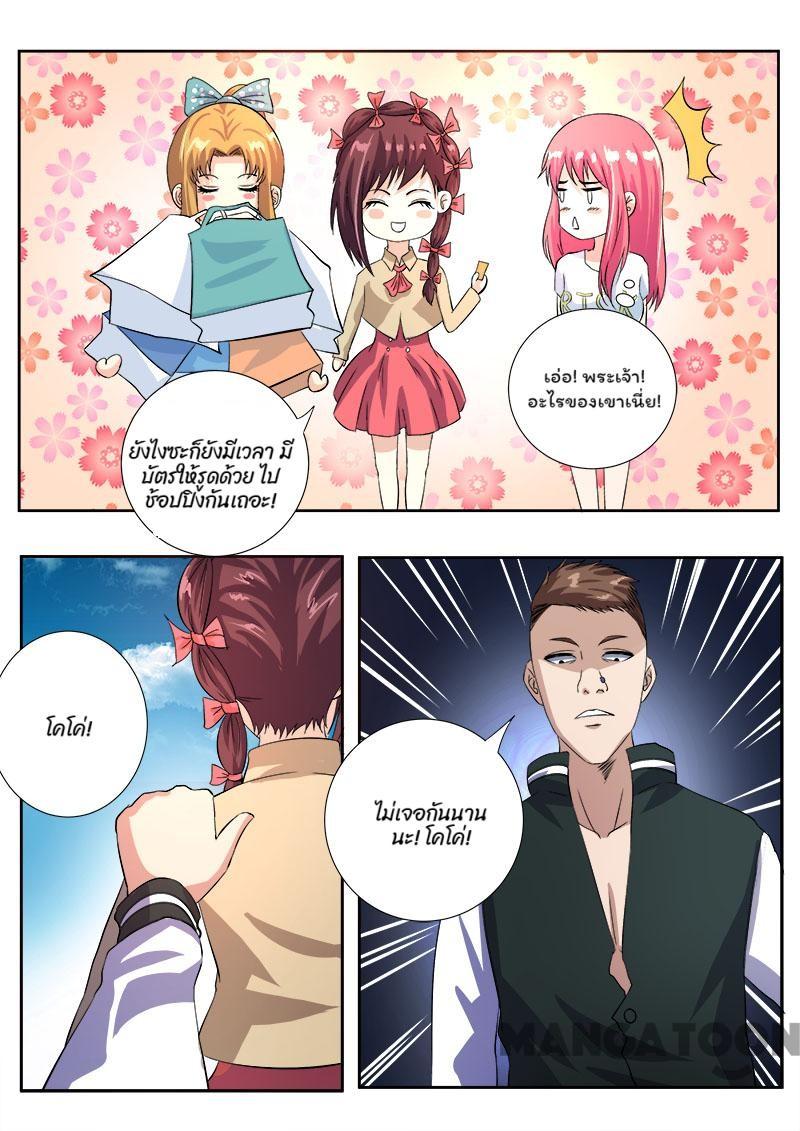 ยังไงซะก็ยังมีเวลา มี
บัตรให้รูดด้วย ไป
ช้อปปิ้งกันเถอะ!
เอ่อ! พระเจ้า!
อะไรของเขาเนี่ย!
โคโค่!
ไม่เจอกันนาน
นะ! โคโค่!
MANGATOON